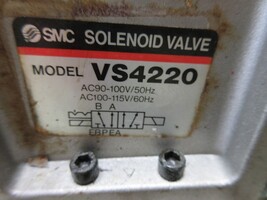 SMC SOLENOID VALVE
MODEL VS4220
AC90-100V/50Hz
AC100-115V/60Hz
B A
EBPEA